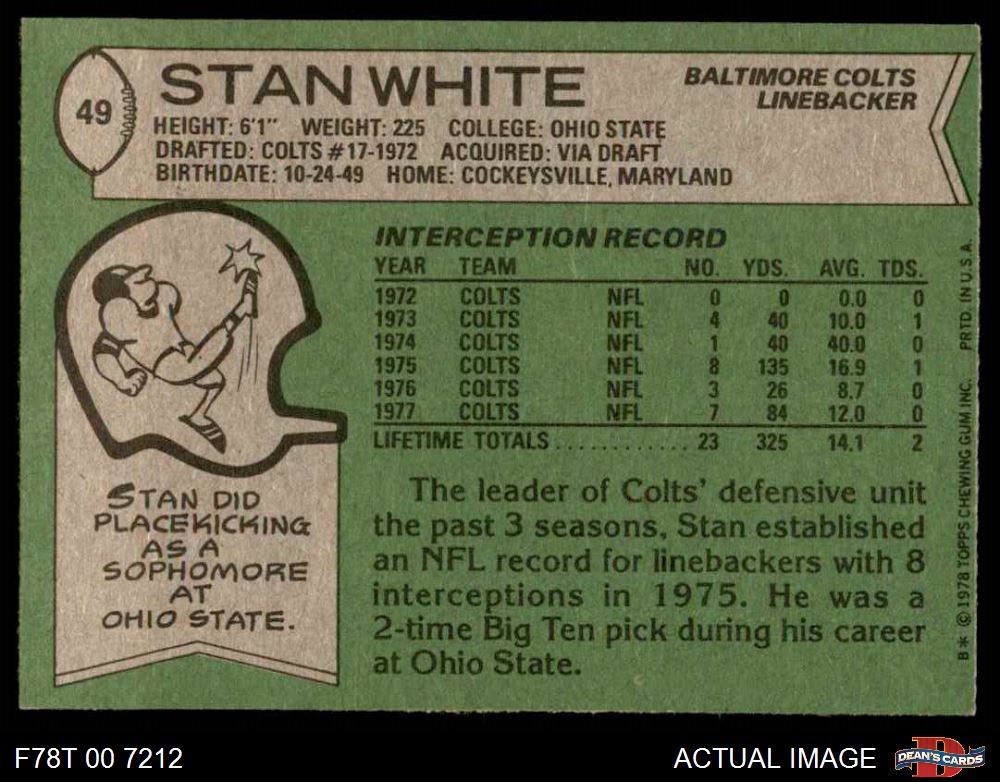 49
STAN WHITE
BALTIMORE COLTS
LINEBACKER
HEIGHT: 6'1" WEIGHT: 225 COLLEGE: OHIO STATE
DRAFTED: COLTS #17-1972 ACQUIRED: VIA DRAFT
BIRTHDATE: 10-24-49 HOME: COCKEYSVILLE, MARYLAND
INTERCEPTION RECORD
YEAR TEAM NO. YDS. AVG. TDS.
1972 COLTS NFL 0 0 0.0 0
1973 COLTS NFL 4 40 10.0 1
1974 COLTS NFL 1 40 40.0 0
1975 COLTS NFL 8 135 16.9 1
1976 COLTS NFL 3 26 8.7 0
1977 COLTS NFL 7 84 12.0 0
LIFETIME TOTALS............ 23 325 14.1 2
STAN DID
PLACEKICKING
AS A
SOPHOMORE
AT
OHIO STATE.
The leader of Colts' defensive unit
the past 3 seasons, Stan established
an NFL record for linebackers with 8
interceptions in 1975. He was a
2-time Big Ten pick during his career
at Ohio State.
B* © 1978 TOPPS CHEWING GUM INC. PRTD. IN U.S.A.
F78T 00 7212
ACTUAL IMAGE
D
DEAN'S CARDS